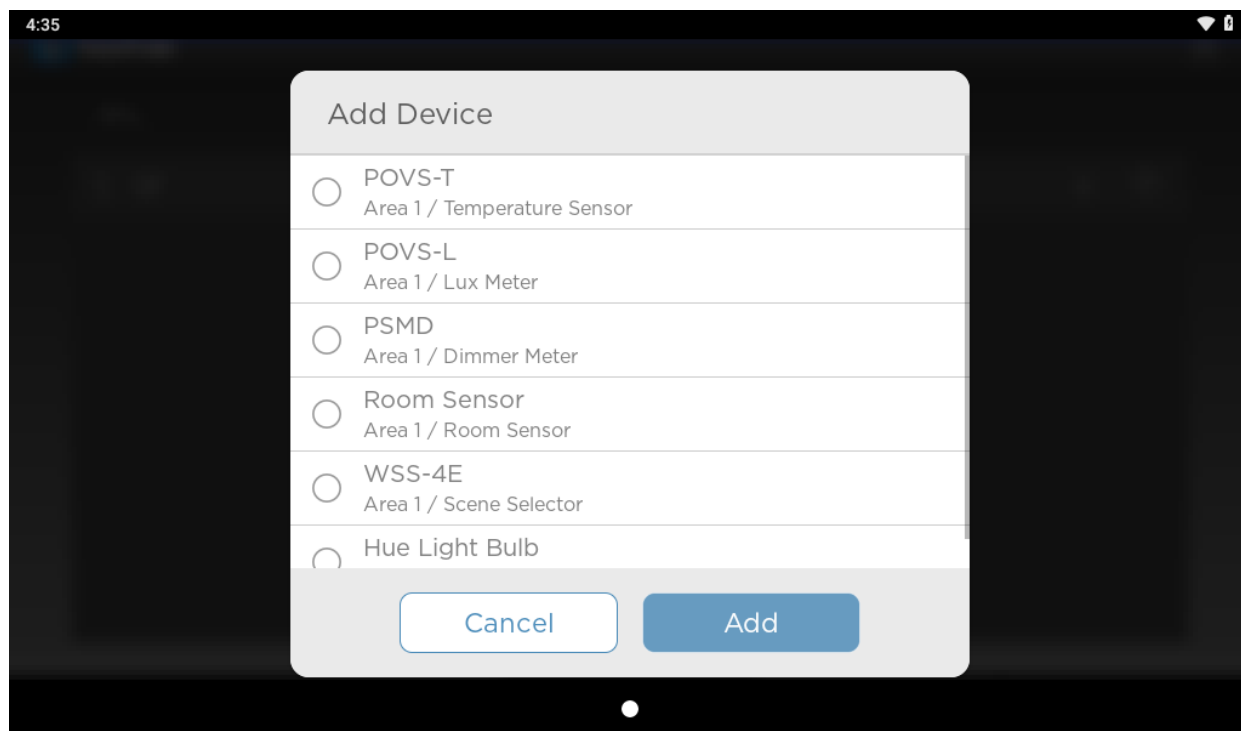 4:35
Add Device
POVS-T
Area 1 / Temperature Sensor
POVS-L
Area 1 / Lux Meter
PSMD
Area 1 / Dimmer Meter
Room Sensor
Area 1 / Room Sensor
WSS-4E
Area 1 / Scene Selector
Hue Light Bulb
Cancel
Add